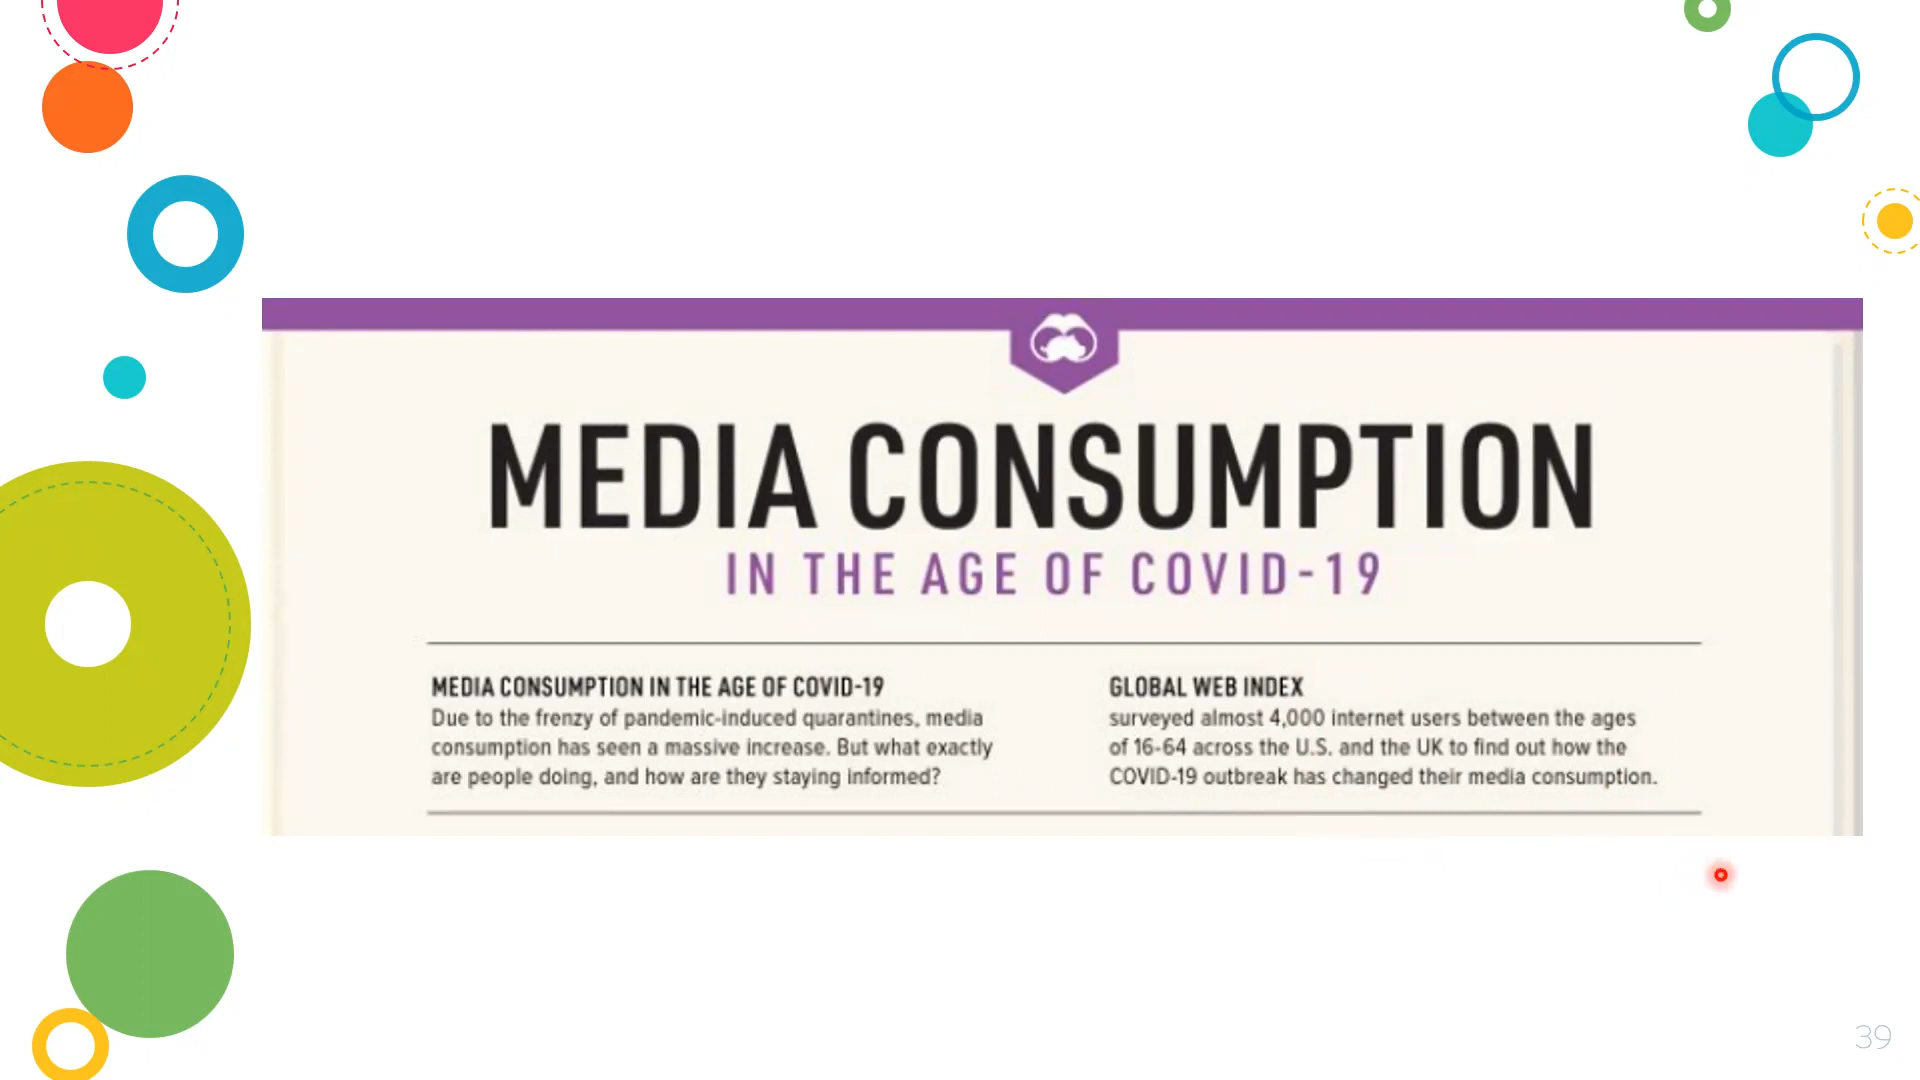 MEDIA CONSUMPTION
IN THE AGE OF COVID-19
MEDIA CONSUMPTION IN THE AGE OF COVID-19
Due to the frenzy of pandemic-induced quarantines, media
consumption has seen a massive increase. But what exactly
are people doing, and how are they staying informed?
GLOBAL WEB INDEX
surveyed almost 4,000 internet users between the ages
of 16-64 across the U.S. and the UK to find out how the
COVID-19 outbreak has changed their media consumption.
39